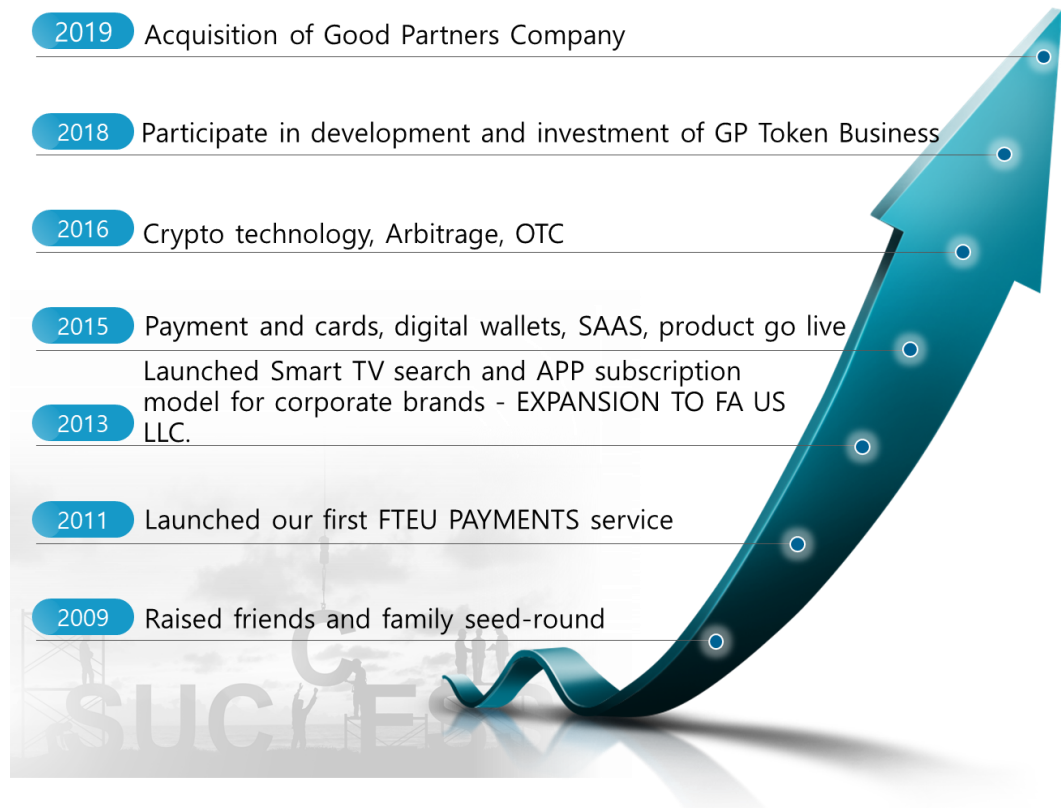 2019 Acquisition of Good Partners Company
2018 Participate in development and investment of GP Token Business
2016 Crypto technology, Arbitrage, OTC
2015 Payment and cards, digital wallets, SAAS, product go live
Launched Smart TV search and APP subscription
model for corporate brands - EXPANSION TO FA US
2013 LLC.
2011 Launched our first FTEU PAYMENTS service
2009 Raised friends and family seed-round
C
SUC ES